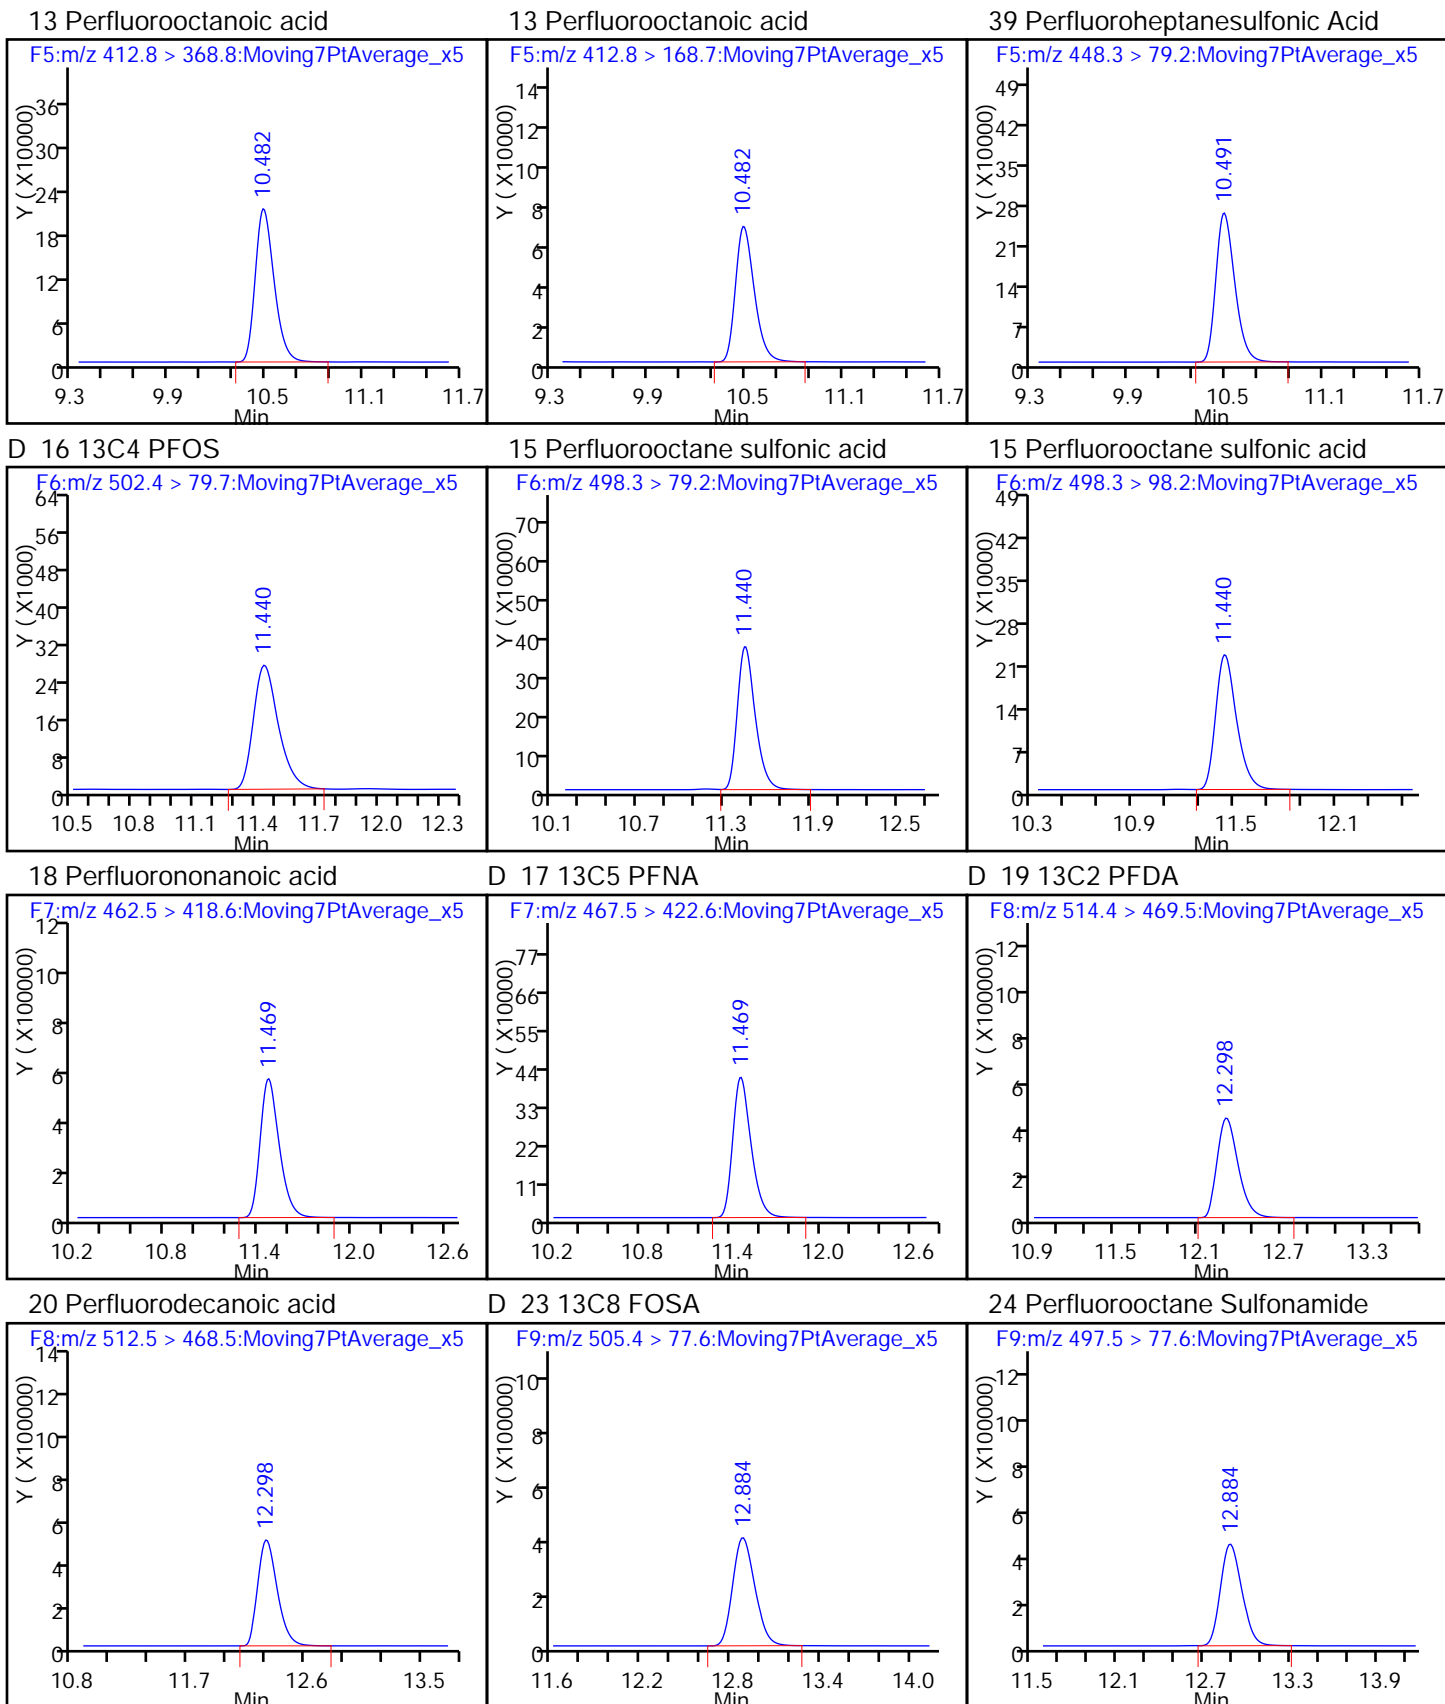 13 Perfluorooctanoic acid
F5:m/z 412.8 > 368.8:Moving7PtAverage_x5
Y ( X10000)
36
30
24
18
12
6
0
10.482
9.3 9.9 10.5 11.1 11.7
Min
13 Perfluorooctanoic acid
F5:m/z 412.8 > 168.7:Moving7PtAverage_x5
Y ( X10000)
14
12
10
8
6
4
2
0
10.482
9.3 9.9 10.5 11.1 11.7
Min
39 Perfluoroheptanesulfonic Acid
F5:m/z 448.3 > 79.2:Moving7PtAverage_x5
Y ( X10000)
49
42
35
28
21
14
7
0
10.491
9.3 9.9 10.5 11.1 11.7
Min
D 16 13C4 PFOS
F6:m/z 502.4 > 79.7:Moving7PtAverage_x5
Y ( X10000)
64
56
48
40
32
24
16
8
0
11.440
10.5 10.8 11.1 11.4 11.7 12.0 12.3
Min
15 Perfluorooctane sulfonic acid
F6:m/z 498.3 > 79.2:Moving7PtAverage_x5
Y ( X10000)
70
60
50
40
30
20
10
0
11.440
10.1 10.7 11.3 11.9 12.5
Min
15 Perfluorooctane sulfonic acid
F6:m/z 498.3 > 98.2:Moving7PtAverage_x5
Y ( X10000)
49
42
35
28
21
14
7
0
11.440
10.3 10.9 11.5 12.1
Min
18 Perfluorononanoic acid
F7:m/z 462.5 > 418.6:Moving7PtAverage_x5
Y ( X100000)
12
10
8
6
4
2
0
11.469
10.2 10.8 11.4 12.0 12.6
Min
D 17 13C5 PFNA
F7:m/z 467.5 > 422.6:Moving7PtAverage_x5
Y ( X10000)
77
66
55
44
33
22
11
0
11.469
10.2 10.8 11.4 12.0 12.6
Min
D 19 13C2 PFDA
F8:m/z 514.4 > 469.5:Moving7PtAverage_x5
Y ( X100000)
12
10
8
6
4
2
0
12.298
10.9 11.5 12.1 12.7 13.3
Min
20 Perfluorodecanoic acid
F8:m/z 512.5 > 468.5:Moving7PtAverage_x5
Y ( X100000)
14
12
10
8
6
4
2
0
12.298
10.8 11.7 12.6 13.5
Min
D 23 13C8 FOSA
F9:m/z 505.4 > 77.6:Moving7PtAverage_x5
Y ( X100000)
10
8
6
4
2
0
12.884
11.6 12.2 12.8 13.4 14.0
Min
24 Perfluorooctane Sulfonamide
F9:m/z 497.5 > 77.6:Moving7PtAverage_x5
Y ( X100000)
12
10
8
6
4
2
0
12.884
11.5 12.1 12.7 13.3 13.9
Min